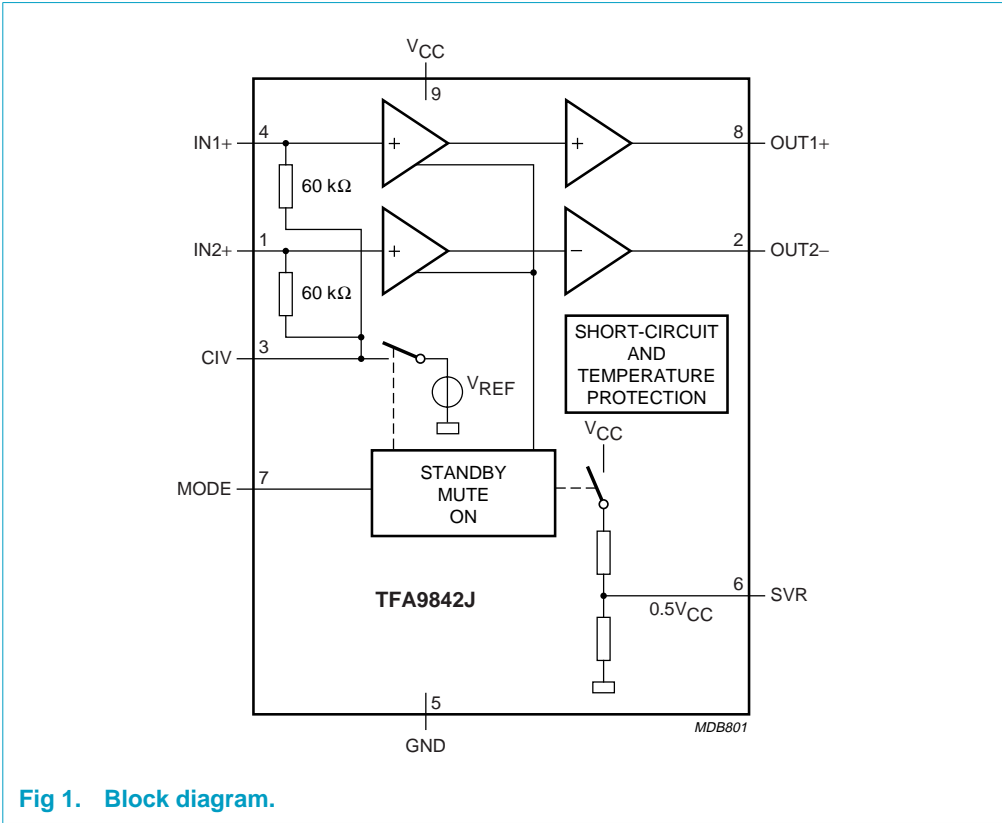 VCC
9
IN1+ 4
+
+
8 OUT1+
60 kΩ
IN2+ 1
+
−
2 OUT2−
60 kΩ
SHORT-CIRCUIT
AND
TEMPERATURE
PROTECTION
CIV 3
VREF
VCC
MODE 7
STANDBY
MUTE
ON
TFA9842J
0.5VCC
6 SVR
5
GND
MDB801
Fig 1. Block diagram.